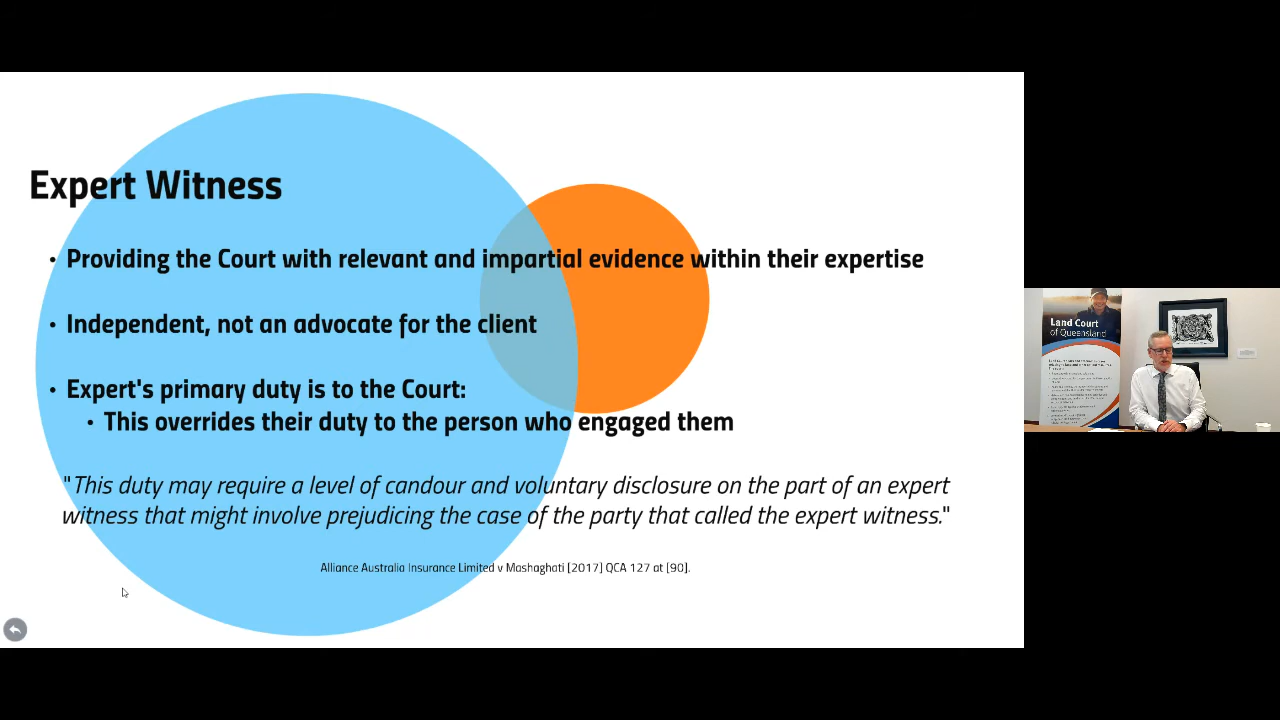 Expert Witness
• Providing the Court with relevant and impartial evidence within their expertise
• Independent, not an advocate for the client
• Expert's primary duty is to the Court:
• This overrides their duty to the person who engaged them
"This duty may require a level of candour and voluntary disclosure on the part of an expert
witness that might involve prejudicing the case of the party that called the expert witness."
Alliance Australia Insurance Limited v Mashaghati [2017] QCA 127 at [90].
Land Court
of Queensland